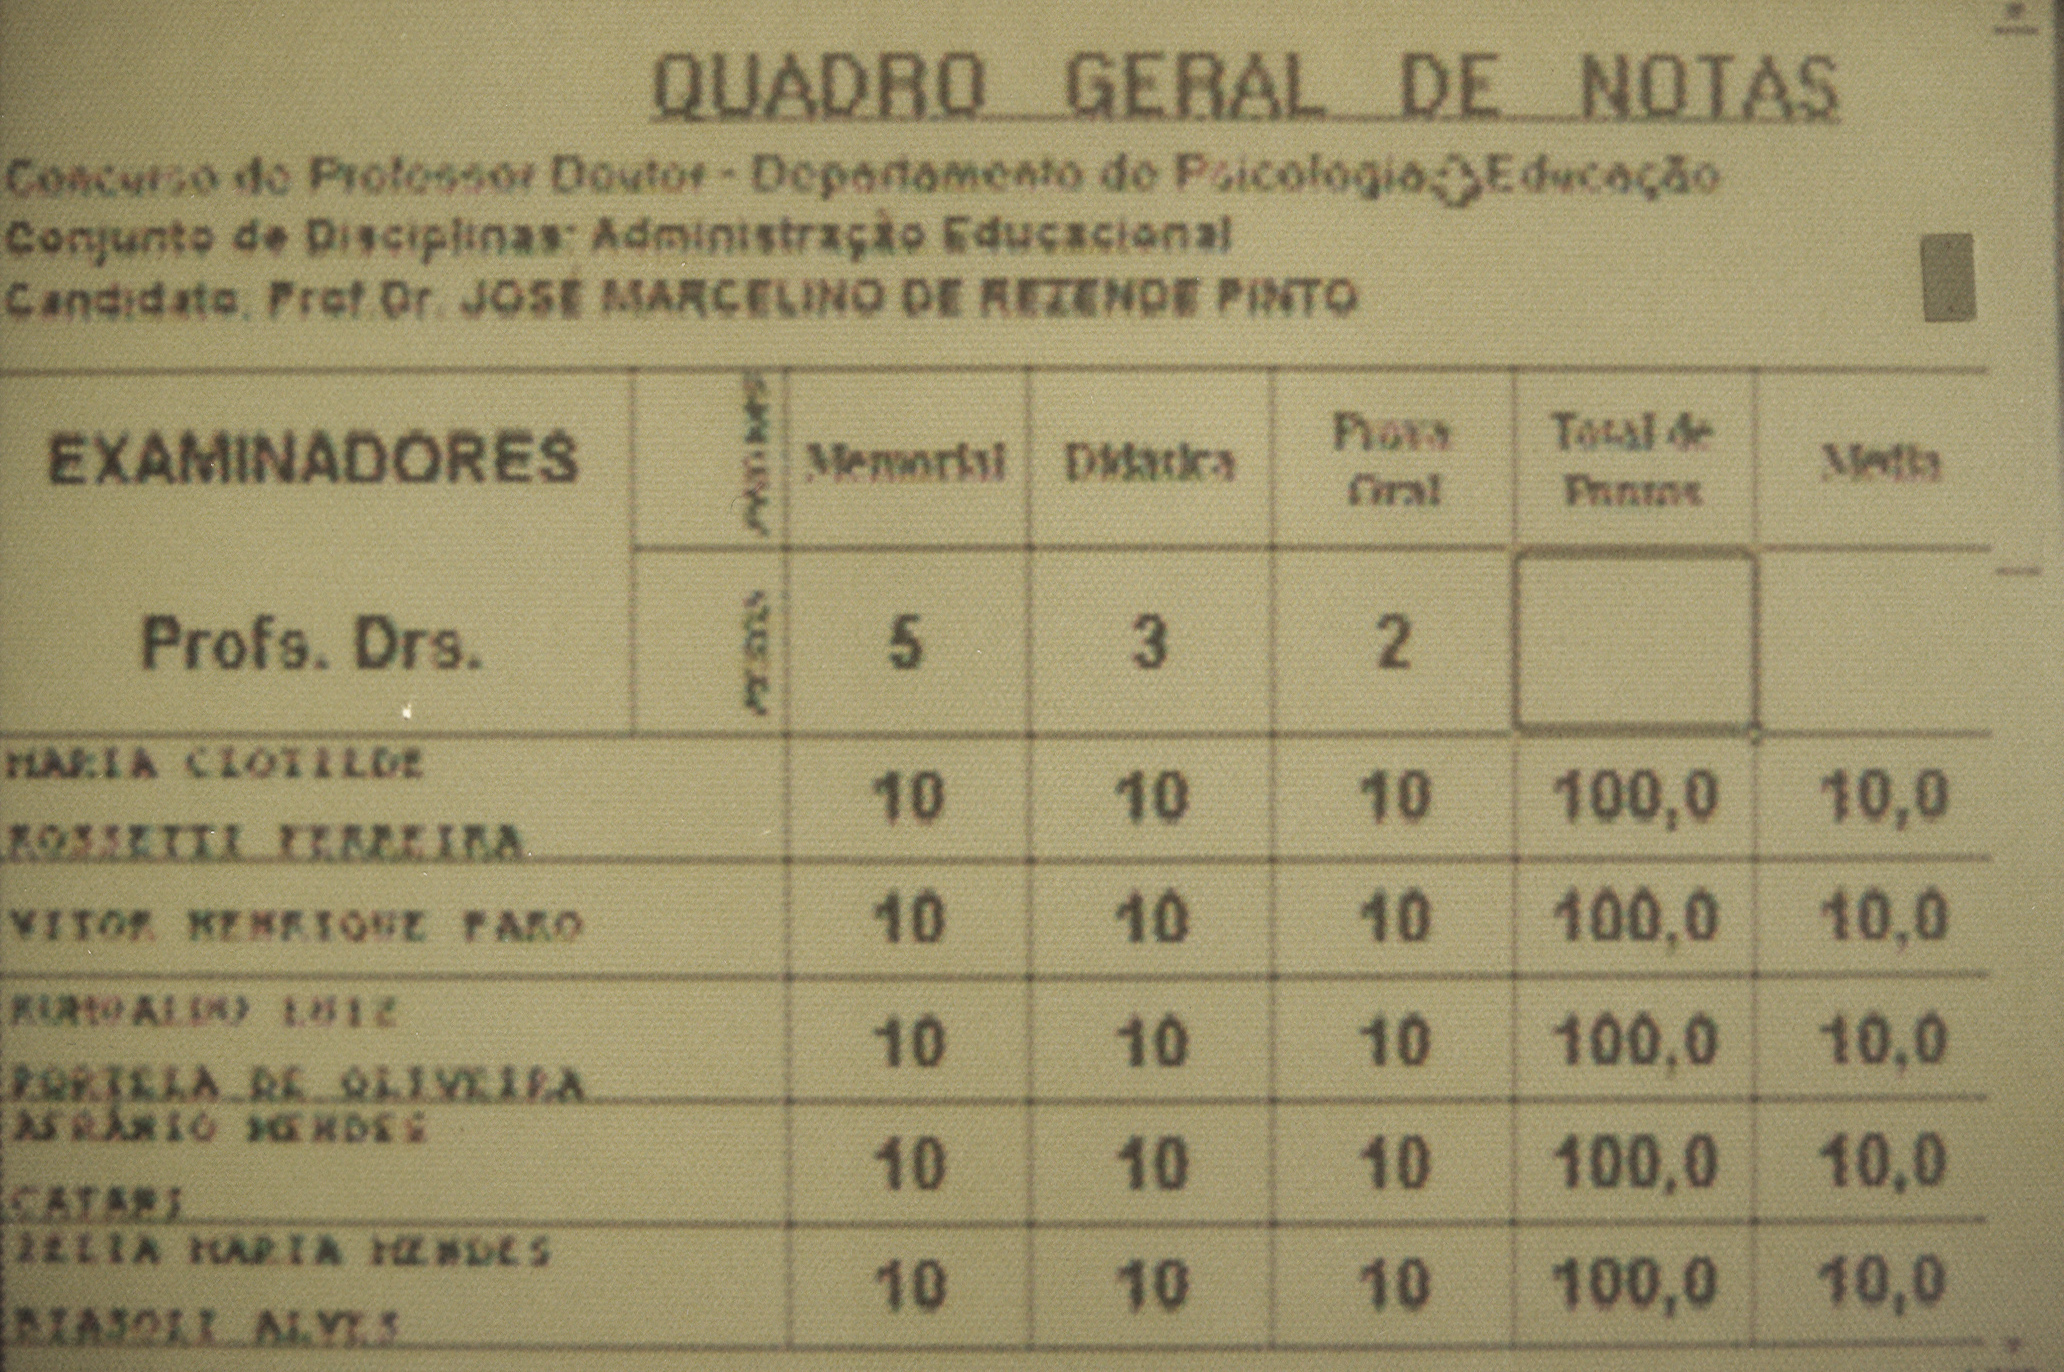 QUADRO GERAL DE NOTAS
Concurso de Professor Doutor - Departamento de Psicologia Educação
Conjunto de Disciplinas: Administração Educacional
Candidato: Prof.Dr. JOSÉ MARCELINO DE REZENDE PINTO
EXAMINADORES Memorial Didática Prova Oral Total de Pontos Média
Profs. Drs. PESOS 5 3 2
MARIA CLOTILDE
ROSSETTI FERREIRA 10 10 10 100,0 10,0
VITOR HENRIQUE PARO 10 10 10 100,0 10,0
ROMUALDO LUIZ
PORTELA DE OLIVEIRA 10 10 10 100,0 10,0
AFRÂNIO MENDES
CATANI 10 10 10 100,0 10,0
ZELIA MARIA MENDES
BIASOLI ALVES 10 10 10 100,0 10,0